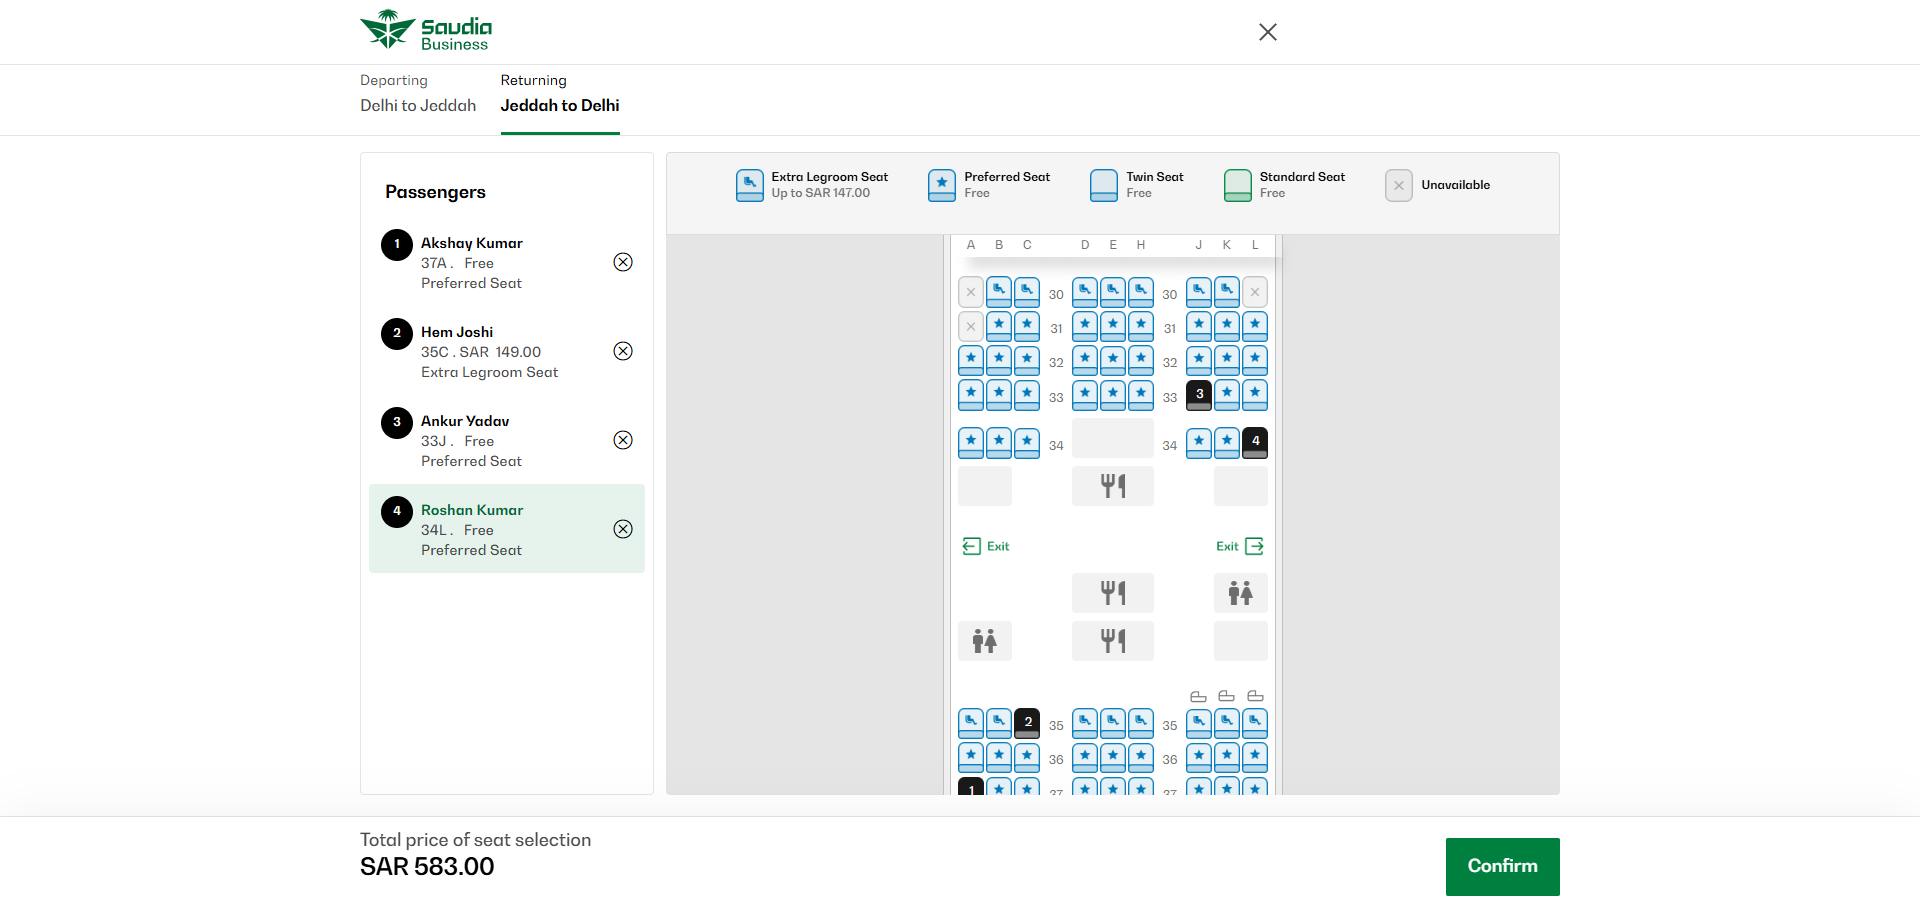 Saudia
Business
Departing
Delhi to Jeddah
Returning
Jeddah to Delhi
Passengers
1 Akshay Kumar
37A . Free
Preferred Seat
2 Hem Joshi
35C . SAR 149.00
Extra Legroom Seat
3 Ankur Yadav
33J . Free
Preferred Seat
4 Roshan Kumar
34L . Free
Preferred Seat
Extra Legroom Seat
Up to SAR 147.00
Preferred Seat
Free
Twin Seat
Free
Standard Seat
Free
Unavailable
A B C D E H J K L
30 30
31 31
32 32
33 33 3
34 34 4
Exit Exit
2 35 35
36 36
1 37 37
Total price of seat selection
SAR 583.00
Confirm